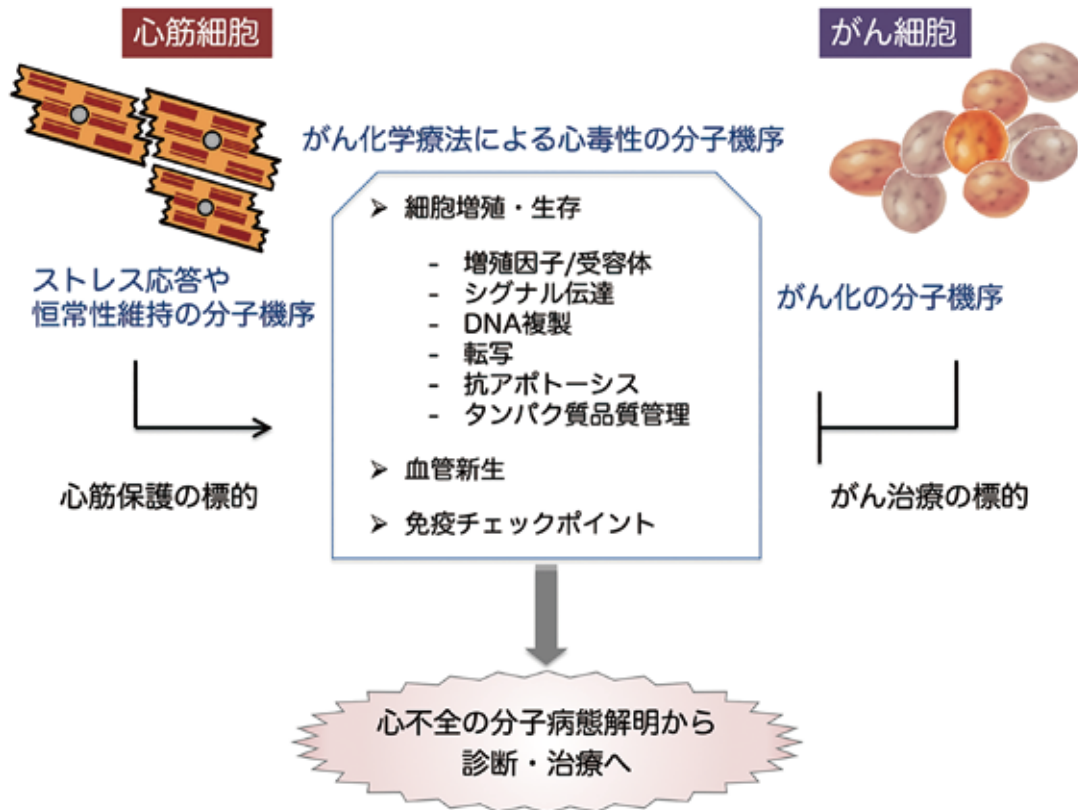 心筋細胞
がん細胞
がん化学療法による心毒性の分子機序
➤ 細胞増殖・生存
- 増殖因子/受容体
- シグナル伝達
- DNA複製
- 転写
- 抗アポトーシス
- タンパク質品質管理
➤ 血管新生
➤ 免疫チェックポイント
ストレス応答や
恒常性維持の分子機序
心筋保護の標的
がん化の分子機序
がん治療の標的
心不全の分子病態解明から
診断・治療へ